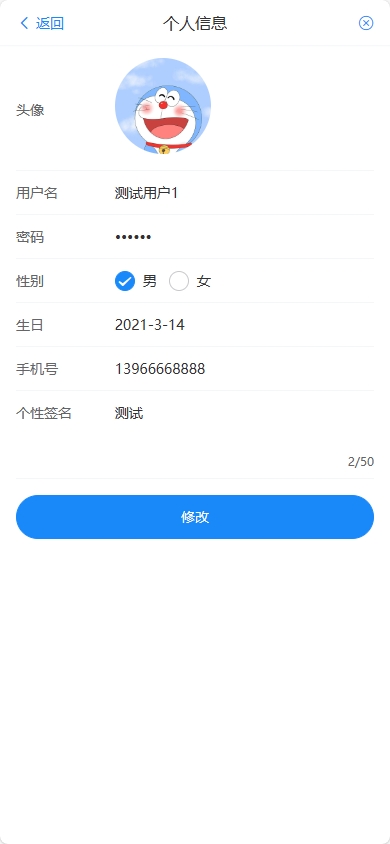 返回 个人信息
头像
用户名 测试用户1
密码 ••••••
性别 男 女
生日 2021-3-14
手机号 13966668888
个性签名 测试
2/50
修改